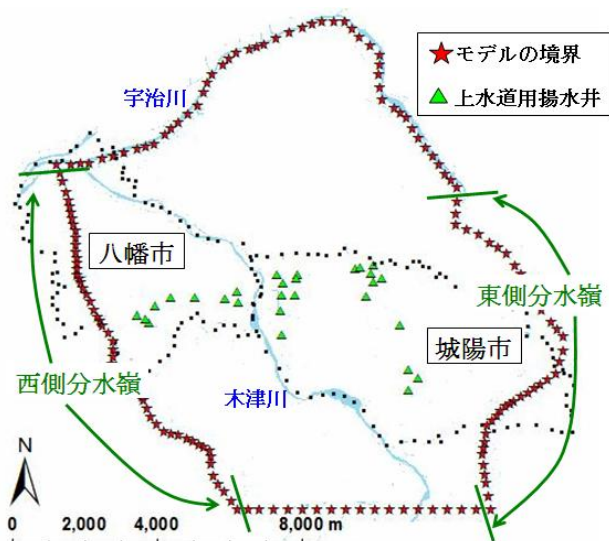 モデルの境界
上水道用揚水井
宇治川
八幡市
東側分水嶺
城陽市
西側分水嶺
木津川
N
0 2,000 4,000 8,000 m